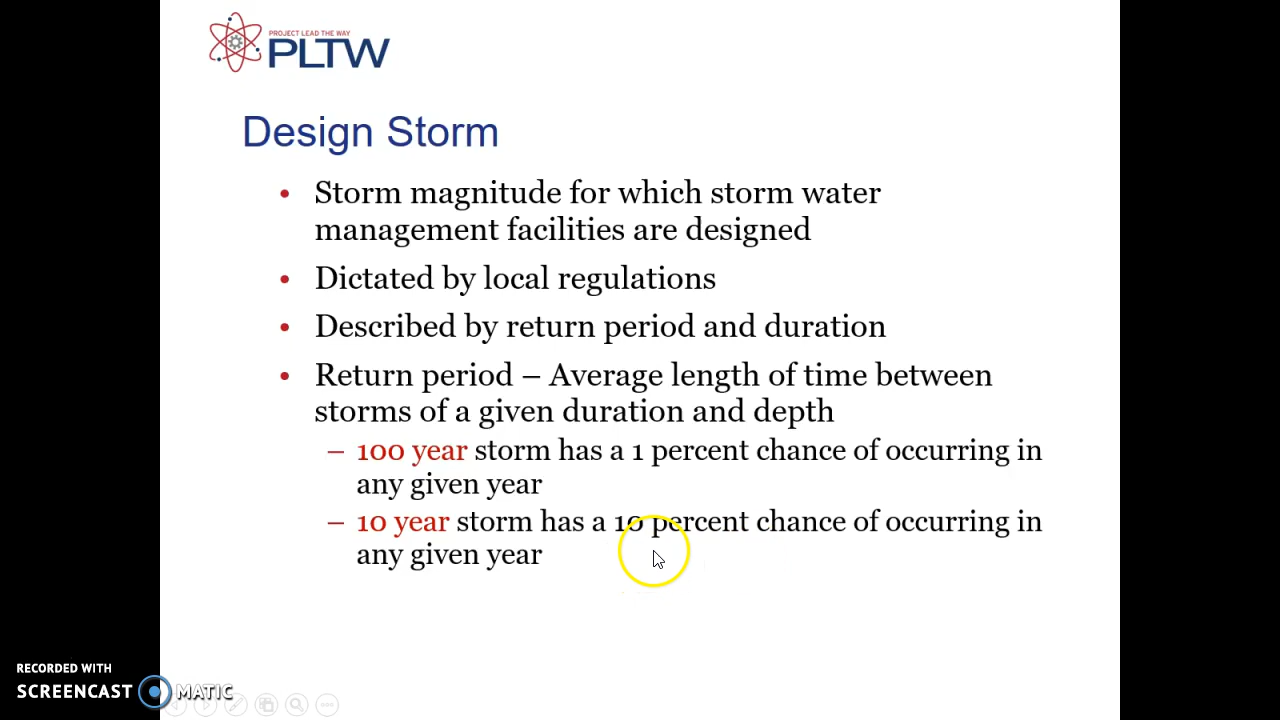 PROJECT LEAD THE WAY
PLTW
Design Storm
• Storm magnitude for which storm water
management facilities are designed
• Dictated by local regulations
• Described by return period and duration
• Return period – Average length of time between
storms of a given duration and depth
– 100 year storm has a 1 percent chance of occurring in
any given year
– 10 year storm has a 10 percent chance of occurring in
any given year
RECORDED WITH
SCREENCAST MATIC